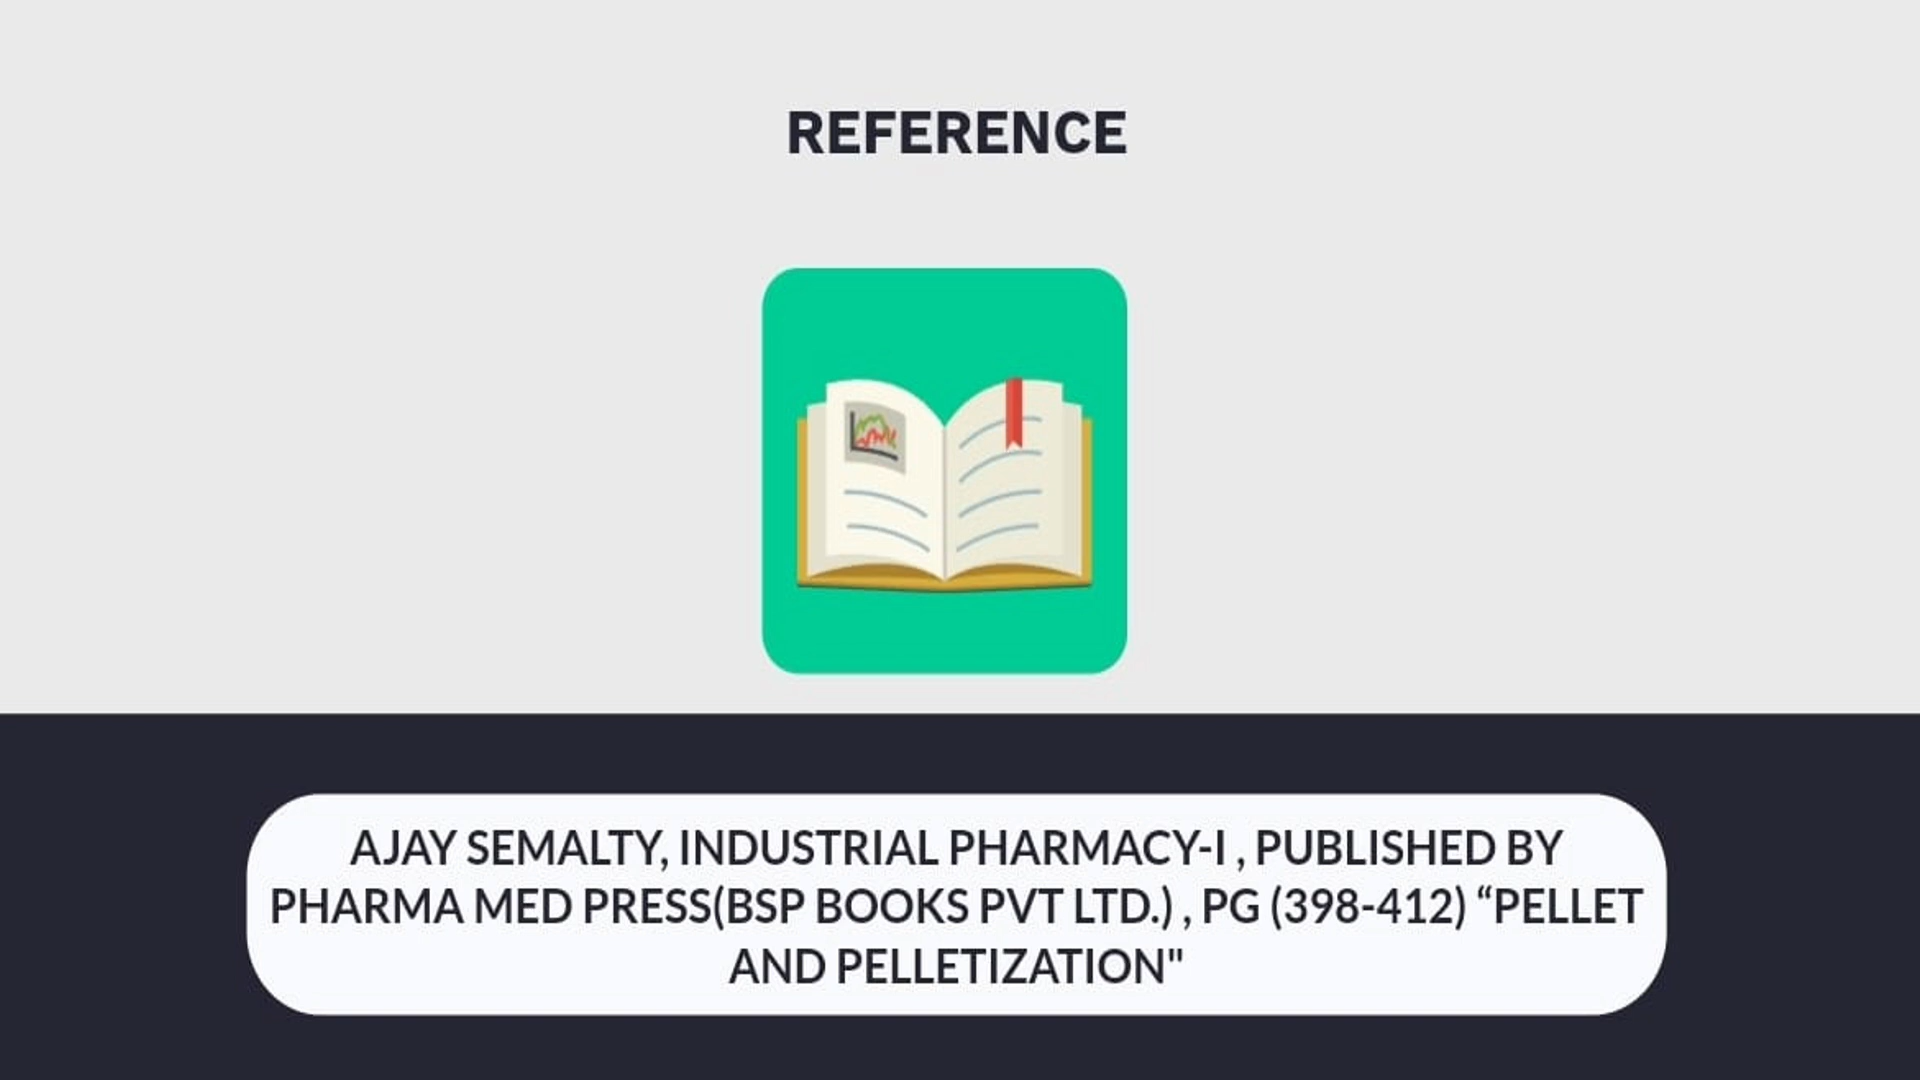 REFERENCE
AJAY SEMALTY, INDUSTRIAL PHARMACY-I , PUBLISHED BY
PHARMA MED PRESS(BSP BOOKS PVT LTD.) , PG (398-412) “PELLET
AND PELLETIZATION"